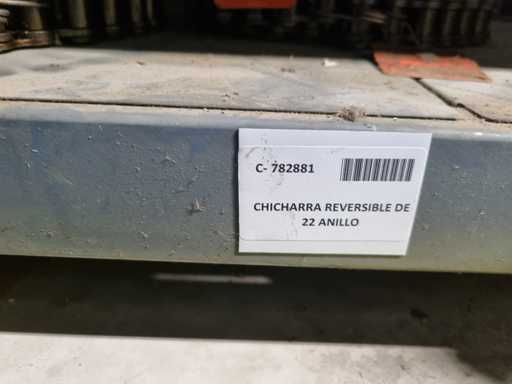 C- 782881
CHICHARRA REVERSIBLE DE
22 ANILLO